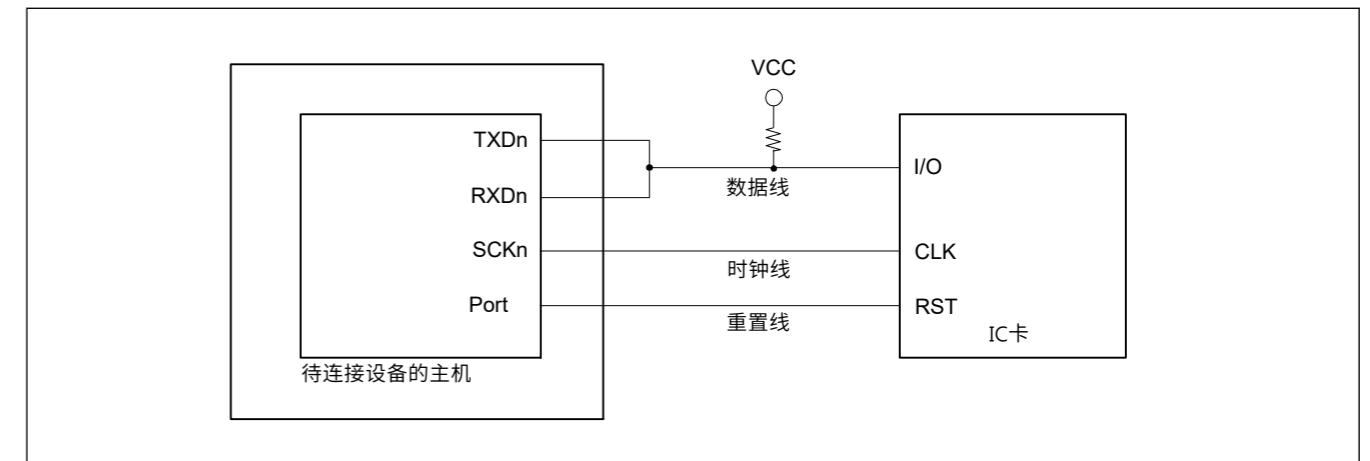 VCC
TXDn
I/O
数据线
RXDn
SCKn
CLK
时钟线
Port
RST
重置线
IC卡
待连接设备的主机